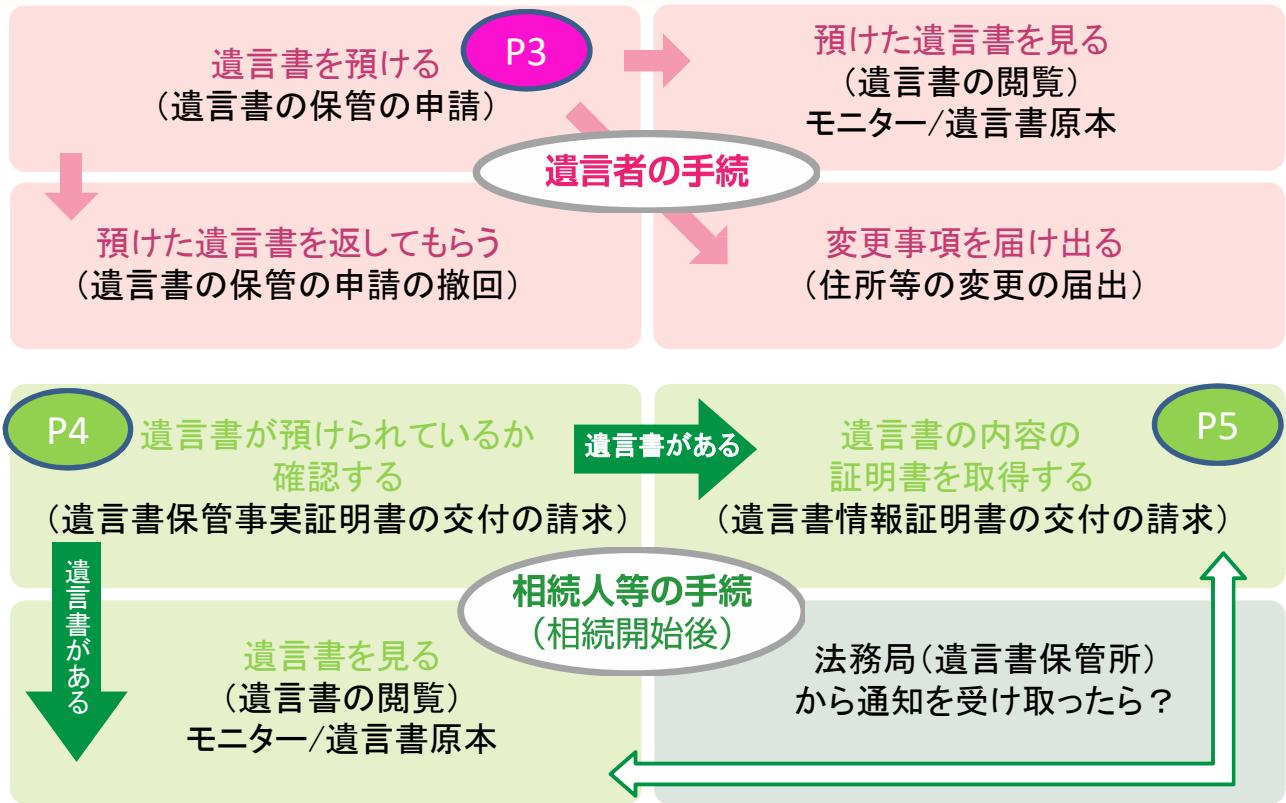 遺言書を預ける
（遺言書の保管の申請）
P3
預けた遺言書を見る
（遺言書の閲覧）
モニター/遺言書原本
遺言者の手続
預けた遺言書を返してもらう
（遺言書の保管の申請の撤回）
変更事項を届け出る
（住所等の変更の届出）
P4
遺言書が預けられているか
確認する
（遺言書保管事実証明書の交付の請求）
遺言書がある
遺言書の内容の
証明書を取得する
（遺言書情報証明書の交付の請求）
P5
遺言書がある
相続人等の手続
（相続開始後）
遺言書を見る
（遺言書の閲覧）
モニター/遺言書原本
法務局（遺言書保管所）
から通知を受け取ったら？